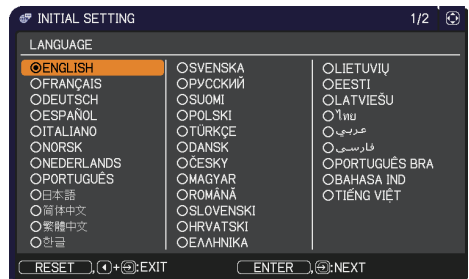 INITIAL SETTING 1/2
LANGUAGE
ENGLISH
FRANÇAIS
DEUTSCH
ESPAÑOL
ITALIANO
NORSK
NEDERLANDS
PORTUGUÊS
日本語
简体中文
繁體中文
한글
SVENSKA
РУССКИЙ
SUOMI
POLSKI
TÜRKÇE
DANSK
ČESKY
MAGYAR
ROMÂNĂ
SLOVENSKI
HRVATSKI
ΕΛΛΗΝΙΚΑ
LIETUVIŲ
EESTI
LATVIEŠU
ไทย
عربي
فارسی
PORTUGUÊS BRA
BAHASA IND
TIẾNG VIỆT
RESET ,+:EXIT ENTER ,:NEXT